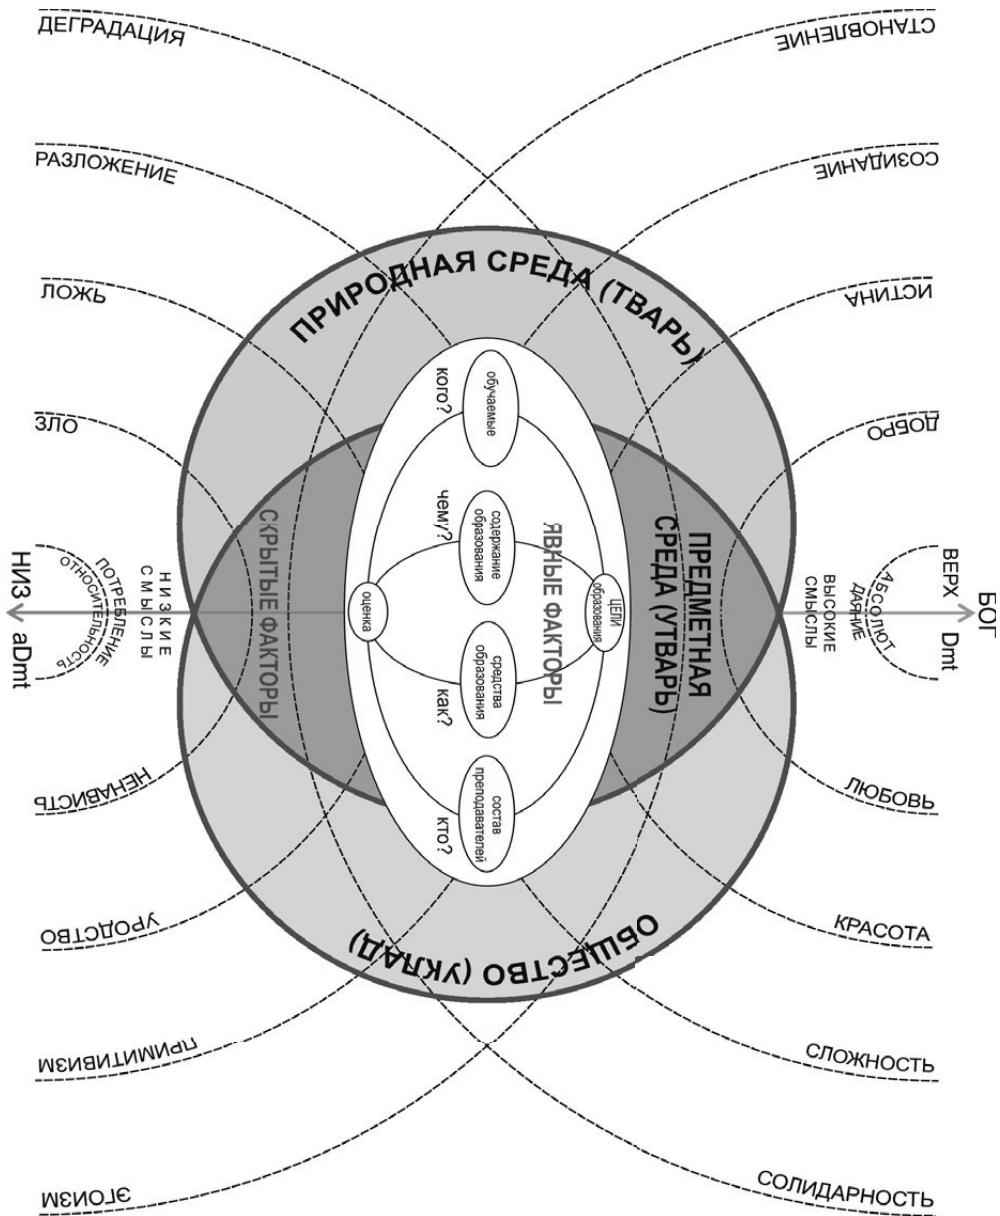 БОГ
ВЕРХ
Dmt
АБСОЛЮТ
ДАЯНИЕ
ВЫСОКИЕ
СМЫСЛЫ
СТАНОВЛЕНИЕ
СОЗИДАНИЕ
ИСТИНА
ДОБРО
ЛЮБОВЬ
КРАСОТА
СЛОЖНОСТЬ
СОЛИДАРНОСТЬ
ПРИРОДНАЯ СРЕДА (ТВАРЬ)
ПРЕДМЕТНАЯ
СРЕДА (УТВАРЬ)
ОБЩЕСТВО (УКЛАД)
ЦЕЛИ
образования
ЯВНЫЕ ФАКТОРЫ
обучаемые
содержание
образования
средства
образования
состав
преподавателей
кого?
чему?
как?
кто?
оценка
СКРЫТЫЕ ФАКТОРЫ
ДЕГРАДАЦИЯ
РАЗЛОЖЕНИЕ
ЛОЖЬ
ЗЛО
НЕНАВИСТЬ
УРОДСТВО
ПРИМИТИВИЗМ
ЭГОИЗМ
НИЗКИЕ
СМЫСЛЫ
ПОТРЕБЛЕНИЕ
ОТНОСИТЕЛЬНОСТЬ
НИЗ
aDmt